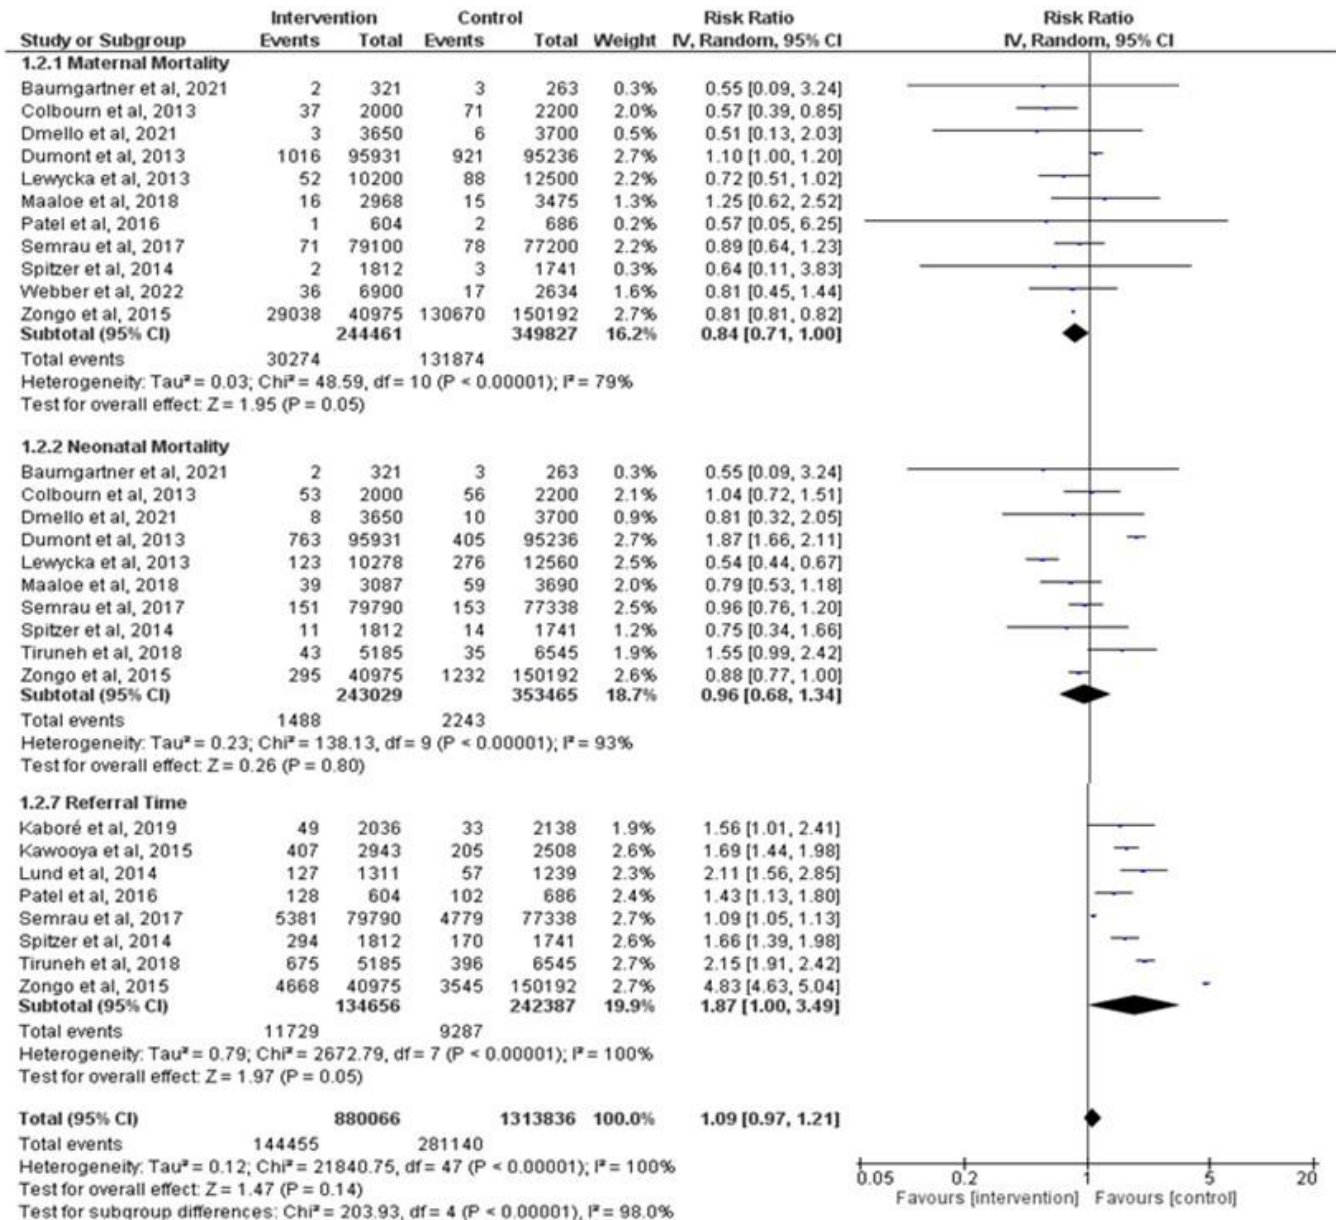 Intervention Control Risk Ratio Risk Ratio
Study or Subgroup Events Total Events Total Weight IV, Random, 95% CI IV, Random, 95% CI
1.2.1 Maternal Mortality
Baumgartner et al, 2021 2 321 3 263 0.3% 0.55 [0.09, 3.24]
Colbourn et al, 2013 37 2000 71 2200 2.0% 0.57 [0.39, 0.85]
Dmello et al, 2021 3 3650 6 3700 0.5% 0.51 [0.13, 2.03]
Dumont et al, 2013 1016 95931 921 95236 2.7% 1.10 [1.00, 1.20]
Lewycka et al, 2013 52 10200 88 12500 2.2% 0.72 [0.51, 1.02]
Maaloe et al, 2018 16 2968 15 3475 1.3% 1.25 [0.62, 2.52]
Patel et al, 2016 1 604 2 686 0.2% 0.57 [0.05, 6.25]
Semrau et al, 2017 71 79100 78 77200 2.2% 0.89 [0.64, 1.23]
Spitzer et al, 2014 2 1812 3 1741 0.3% 0.64 [0.11, 3.83]
Webber et al, 2022 36 6900 17 2634 1.6% 0.81 [0.45, 1.44]
Zongo et al, 2015 29038 40975 130670 150192 2.7% 0.81 [0.81, 0.82]
Subtotal (95% CI) 244461 349827 16.2% 0.84 [0.71, 1.00]
Total events 30274 131874
Heterogeneity: Tau² = 0.03; Chi² = 48.59, df = 10 (P < 0.00001); I² = 79%
Test for overall effect: Z = 1.95 (P = 0.05)
1.2.2 Neonatal Mortality
Baumgartner et al, 2021 2 321 3 263 0.3% 0.55 [0.09, 3.24]
Colbourn et al, 2013 53 2000 56 2200 2.1% 1.04 [0.72, 1.51]
Dmello et al, 2021 8 3650 10 3700 0.9% 0.81 [0.32, 2.05]
Dumont et al, 2013 763 95931 405 95236 2.7% 1.87 [1.66, 2.11]
Lewycka et al, 2013 123 10278 276 12560 2.4% 0.54 [0.44, 0.67]
Maaloe et al, 2018 39 3087 59 3690 2.0% 0.79 [0.53, 1.18]
Semrau et al, 2017 151 79790 153 77338 2.5% 0.96 [0.76, 1.20]
Spitzer et al, 2014 11 1812 14 1741 1.2% 0.75 [0.34, 1.66]
Tiruneh et al, 2018 43 5185 35 6545 1.9% 1.55 [0.99, 2.42]
Zongo et al, 2015 295 40975 1232 150192 2.7% 0.88 [0.77, 1.00]
Subtotal (95% CI) 243029 353465 18.7% 0.96 [0.68, 1.34]
Total events 1488 2243
Heterogeneity: Tau² = 0.23; Chi² = 138.13, df = 9 (P < 0.00001); I² = 93%
Test for overall effect: Z = 0.26 (P = 0.80)
1.2.7 Referral Time
Kaboré et al, 2019 49 2036 33 2138 1.9% 1.56 [1.01, 2.41]
Kawooya et al, 2015 407 2943 205 2508 2.6% 1.69 [1.44, 1.98]
Lund et al, 2014 127 1311 57 1239 2.3% 2.11 [1.56, 2.85]
Patel et al, 2016 128 604 102 686 2.4% 1.43 [1.13, 1.80]
Semrau et al, 2017 5381 79790 4779 77338 2.7% 1.09 [1.05, 1.13]
Spitzer et al, 2014 294 1812 170 1741 2.6% 1.66 [1.39, 1.98]
Tiruneh et al, 2018 675 5185 396 6545 2.7% 2.15 [1.91, 2.42]
Zongo et al, 2015 4668 40975 3545 150192 2.7% 4.83 [4.63, 5.04]
Subtotal (95% CI) 134656 242387 19.9% 1.87 [1.00, 3.49]
Total events 11729 9287
Heterogeneity: Tau² = 0.79; Chi² = 2672.79, df = 7 (P < 0.00001); I² = 100%
Test for overall effect: Z = 1.97 (P = 0.05)
Total (95% CI) 880066 1313836 100.0% 1.09 [0.97, 1.21]
Total events 144455 281140
Heterogeneity: Tau² = 0.12; Chi² = 21840.75, df = 47 (P < 0.00001); I² = 100%
Test for overall effect: Z = 1.47 (P = 0.14)
Test for subgroup differences: Chi² = 203.93, df = 4 (P < 0.00001), I² = 98.0%
0.05 0.2 1 5 20
Favours [intervention] Favours [control]